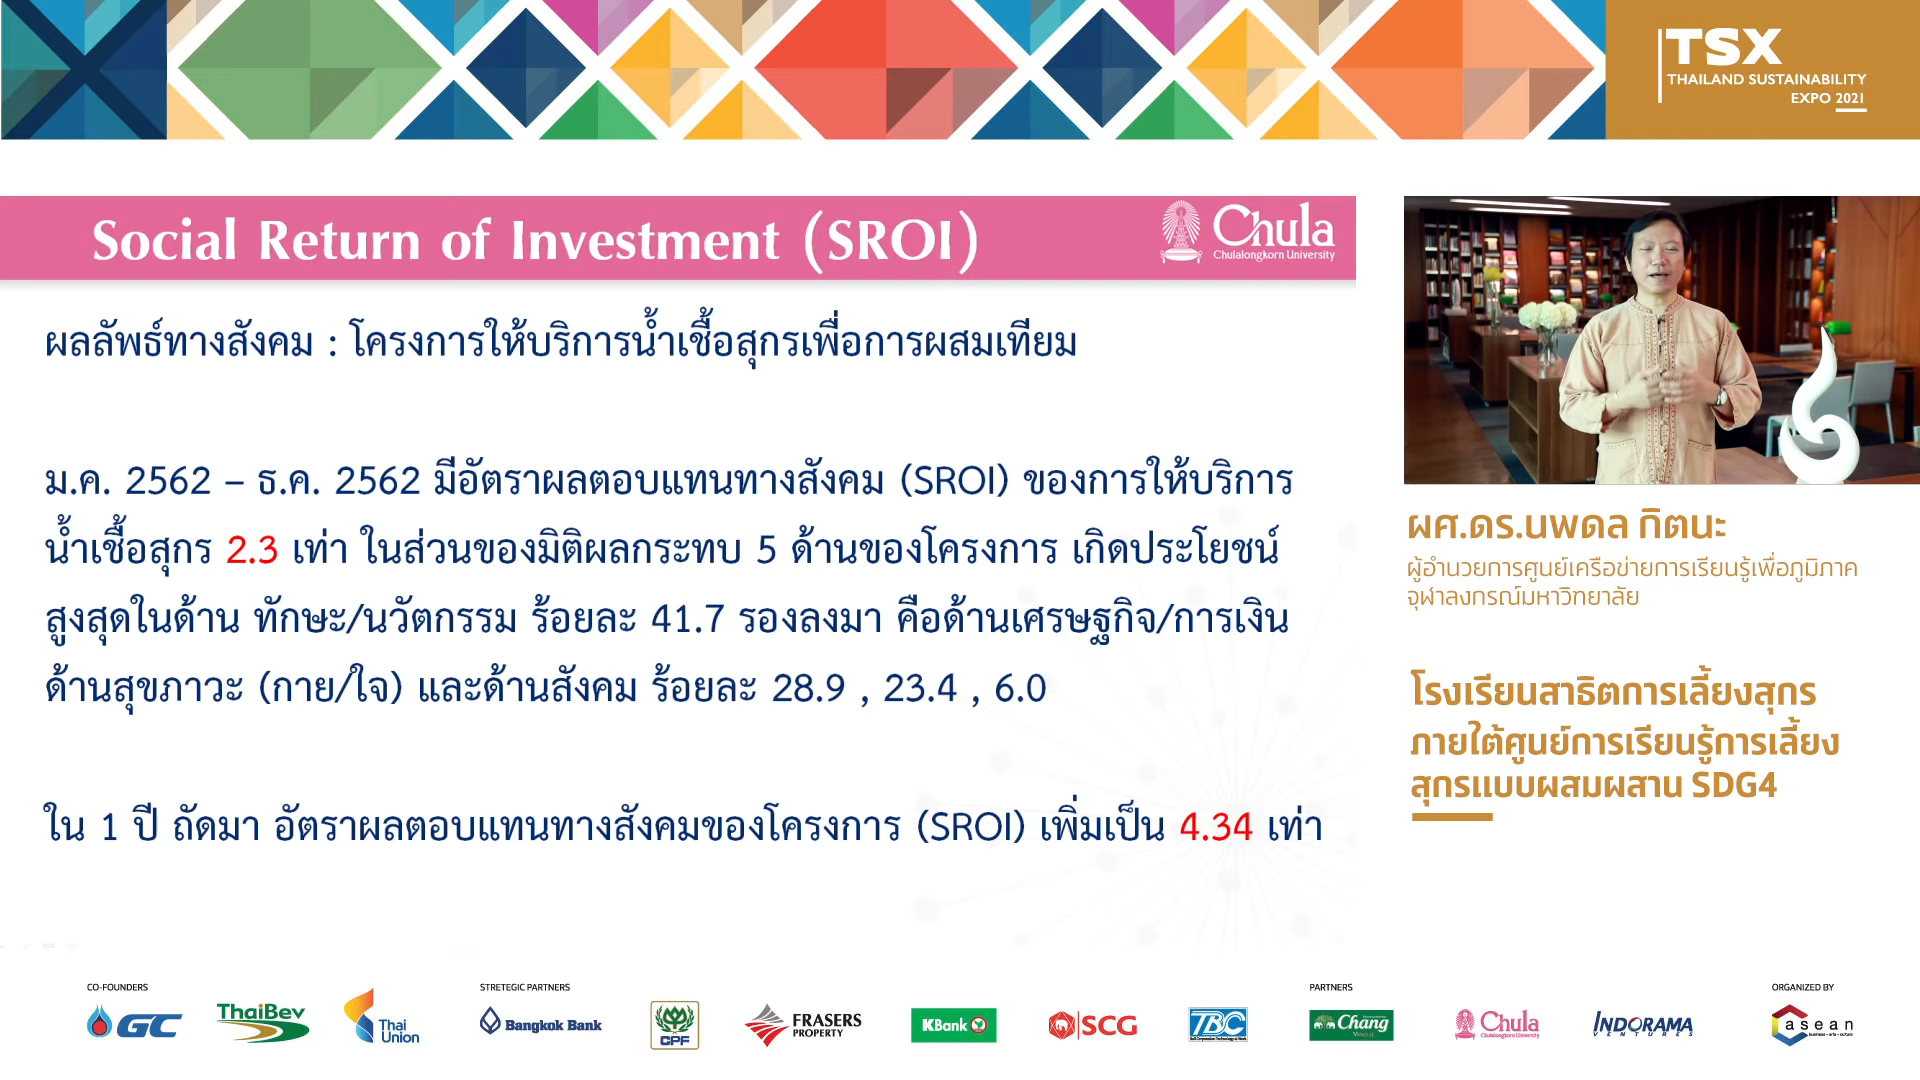 TSX
THAILAND SUSTAINABILITY
EXPO 2021
Social Return of Investment (SROI)
Chula
Chulalongkorn University
ผลลัพธ์ทางสังคม : โครงการให้บริการน้ำเชื้อสุกรเพื่อการผสมเทียม
ม.ค. 2562 – ธ.ค. 2562 มีอัตราผลตอบแทนทางสังคม (SROI) ของการให้บริการ
น้ำเชื้อสุกร 2.3 เท่า ในส่วนของมิติผลกระทบ 5 ด้านของโครงการ เกิดประโยชน์
สูงสุดในด้าน ทักษะ/นวัตกรรม ร้อยละ 41.7 รองลงมา คือด้านเศรษฐกิจ/การเงิน
ด้านสุขภาวะ (กาย/ใจ) และด้านสังคม ร้อยละ 28.9 , 23.4 , 6.0
ใน 1 ปี ถัดมา อัตราผลตอบแทนทางสังคมของโครงการ (SROI) เพิ่มเป็น 4.34 เท่า
ผศ.ดร.นพดล กิตนะ
ผู้อำนวยการศูนย์เครือข่ายการเรียนรู้เพื่อภูมิภาค
จุฬาลงกรณ์มหาวิทยาลัย
โรงเรียนสาธิตการเลี้ยงสุกร
ภายใต้ศูนย์การเรียนรู้การเลี้ยง
สุกรแบบผสมผสาน SDG4
CO-FOUNDERS
GC
ThaiBev
Thai
Union
STRETEGIC PARTNERS
Bangkok Bank
CPF
FRASERS
PROPERTY
KBank
SCG
TBC
PARTNERS
Chang
Chula
Chulalongkorn University
INDORAMA
VENTURES
ORGANIZED BY
asean